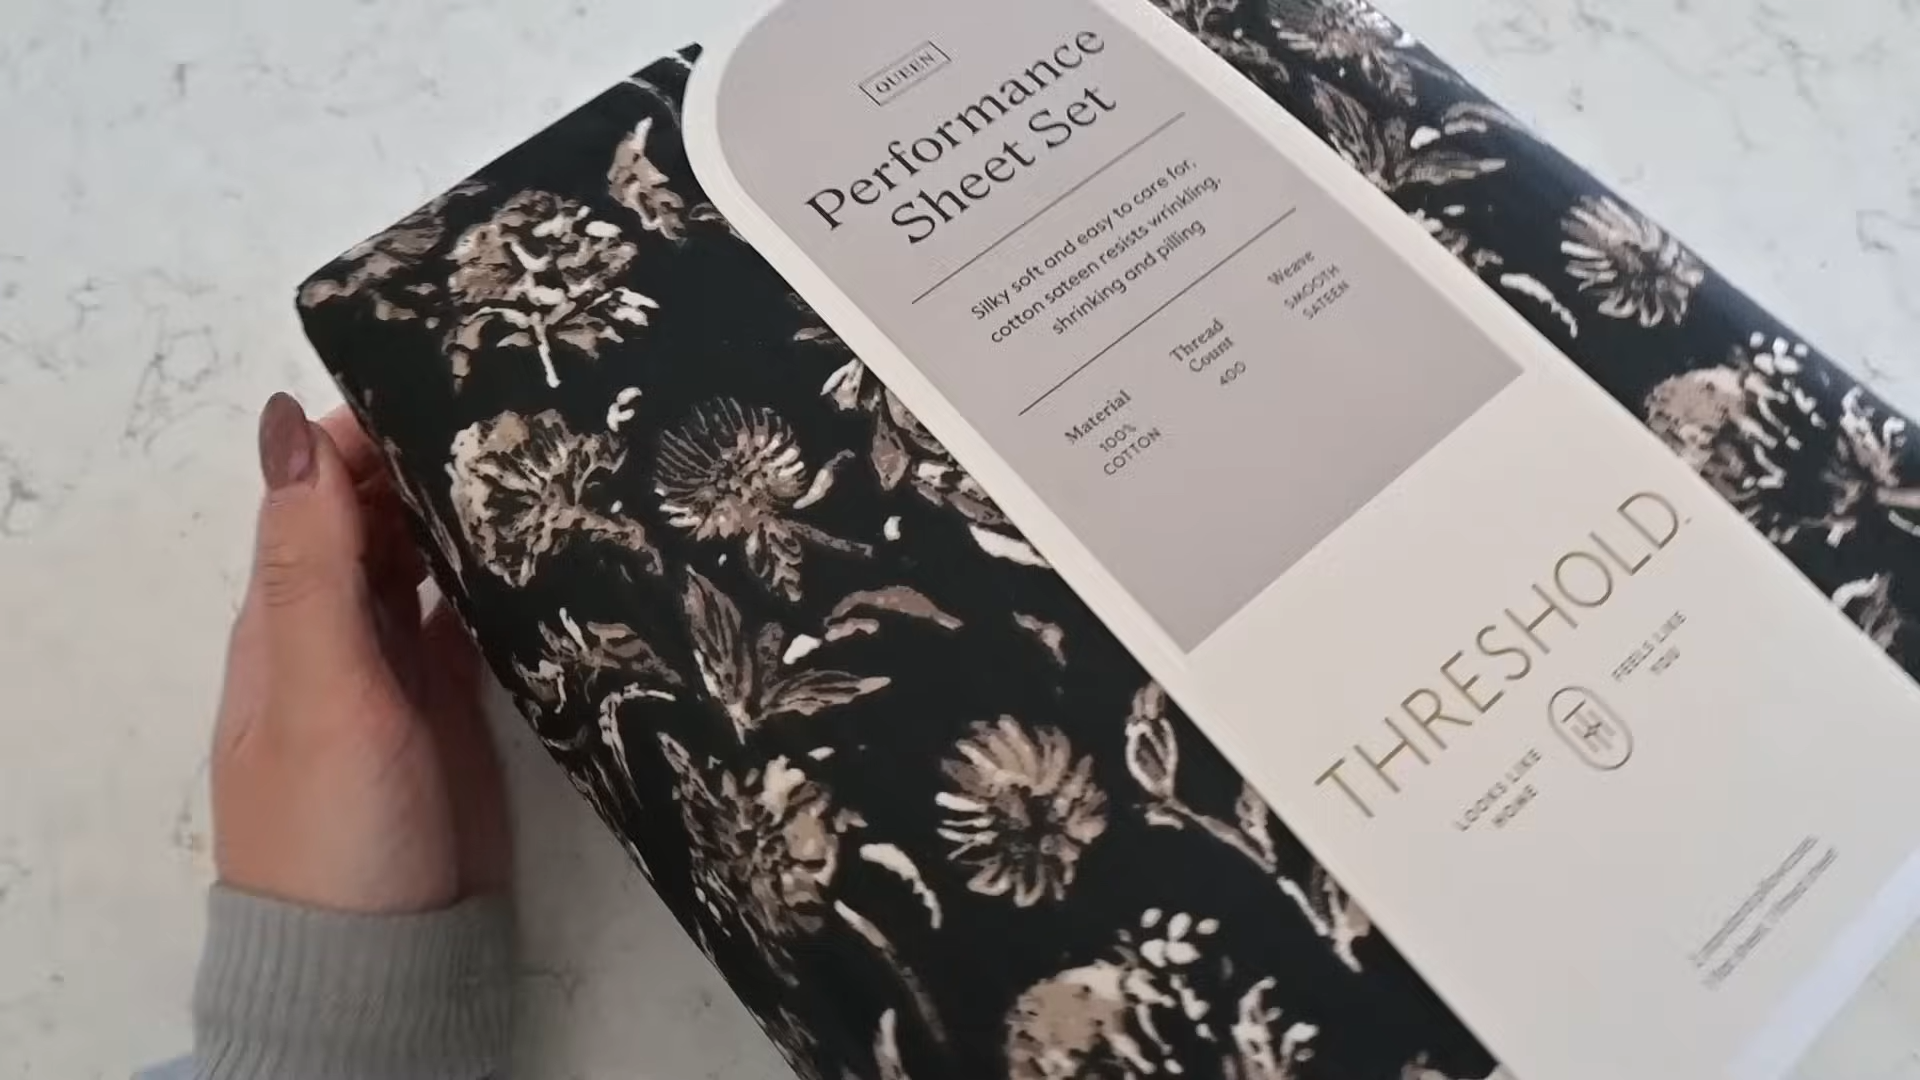 QUEEN
Performance
Sheet Set
Silky soft and easy to care for,
cotton sateen resists wrinkling,
shrinking and pilling
Material
100%
COTTON
Thread
Count
400
Weave
SMOOTH
SATEEN
THRESHOLD
LOOKS LIKE
HOME
TH
FEELS LIKE
YOU